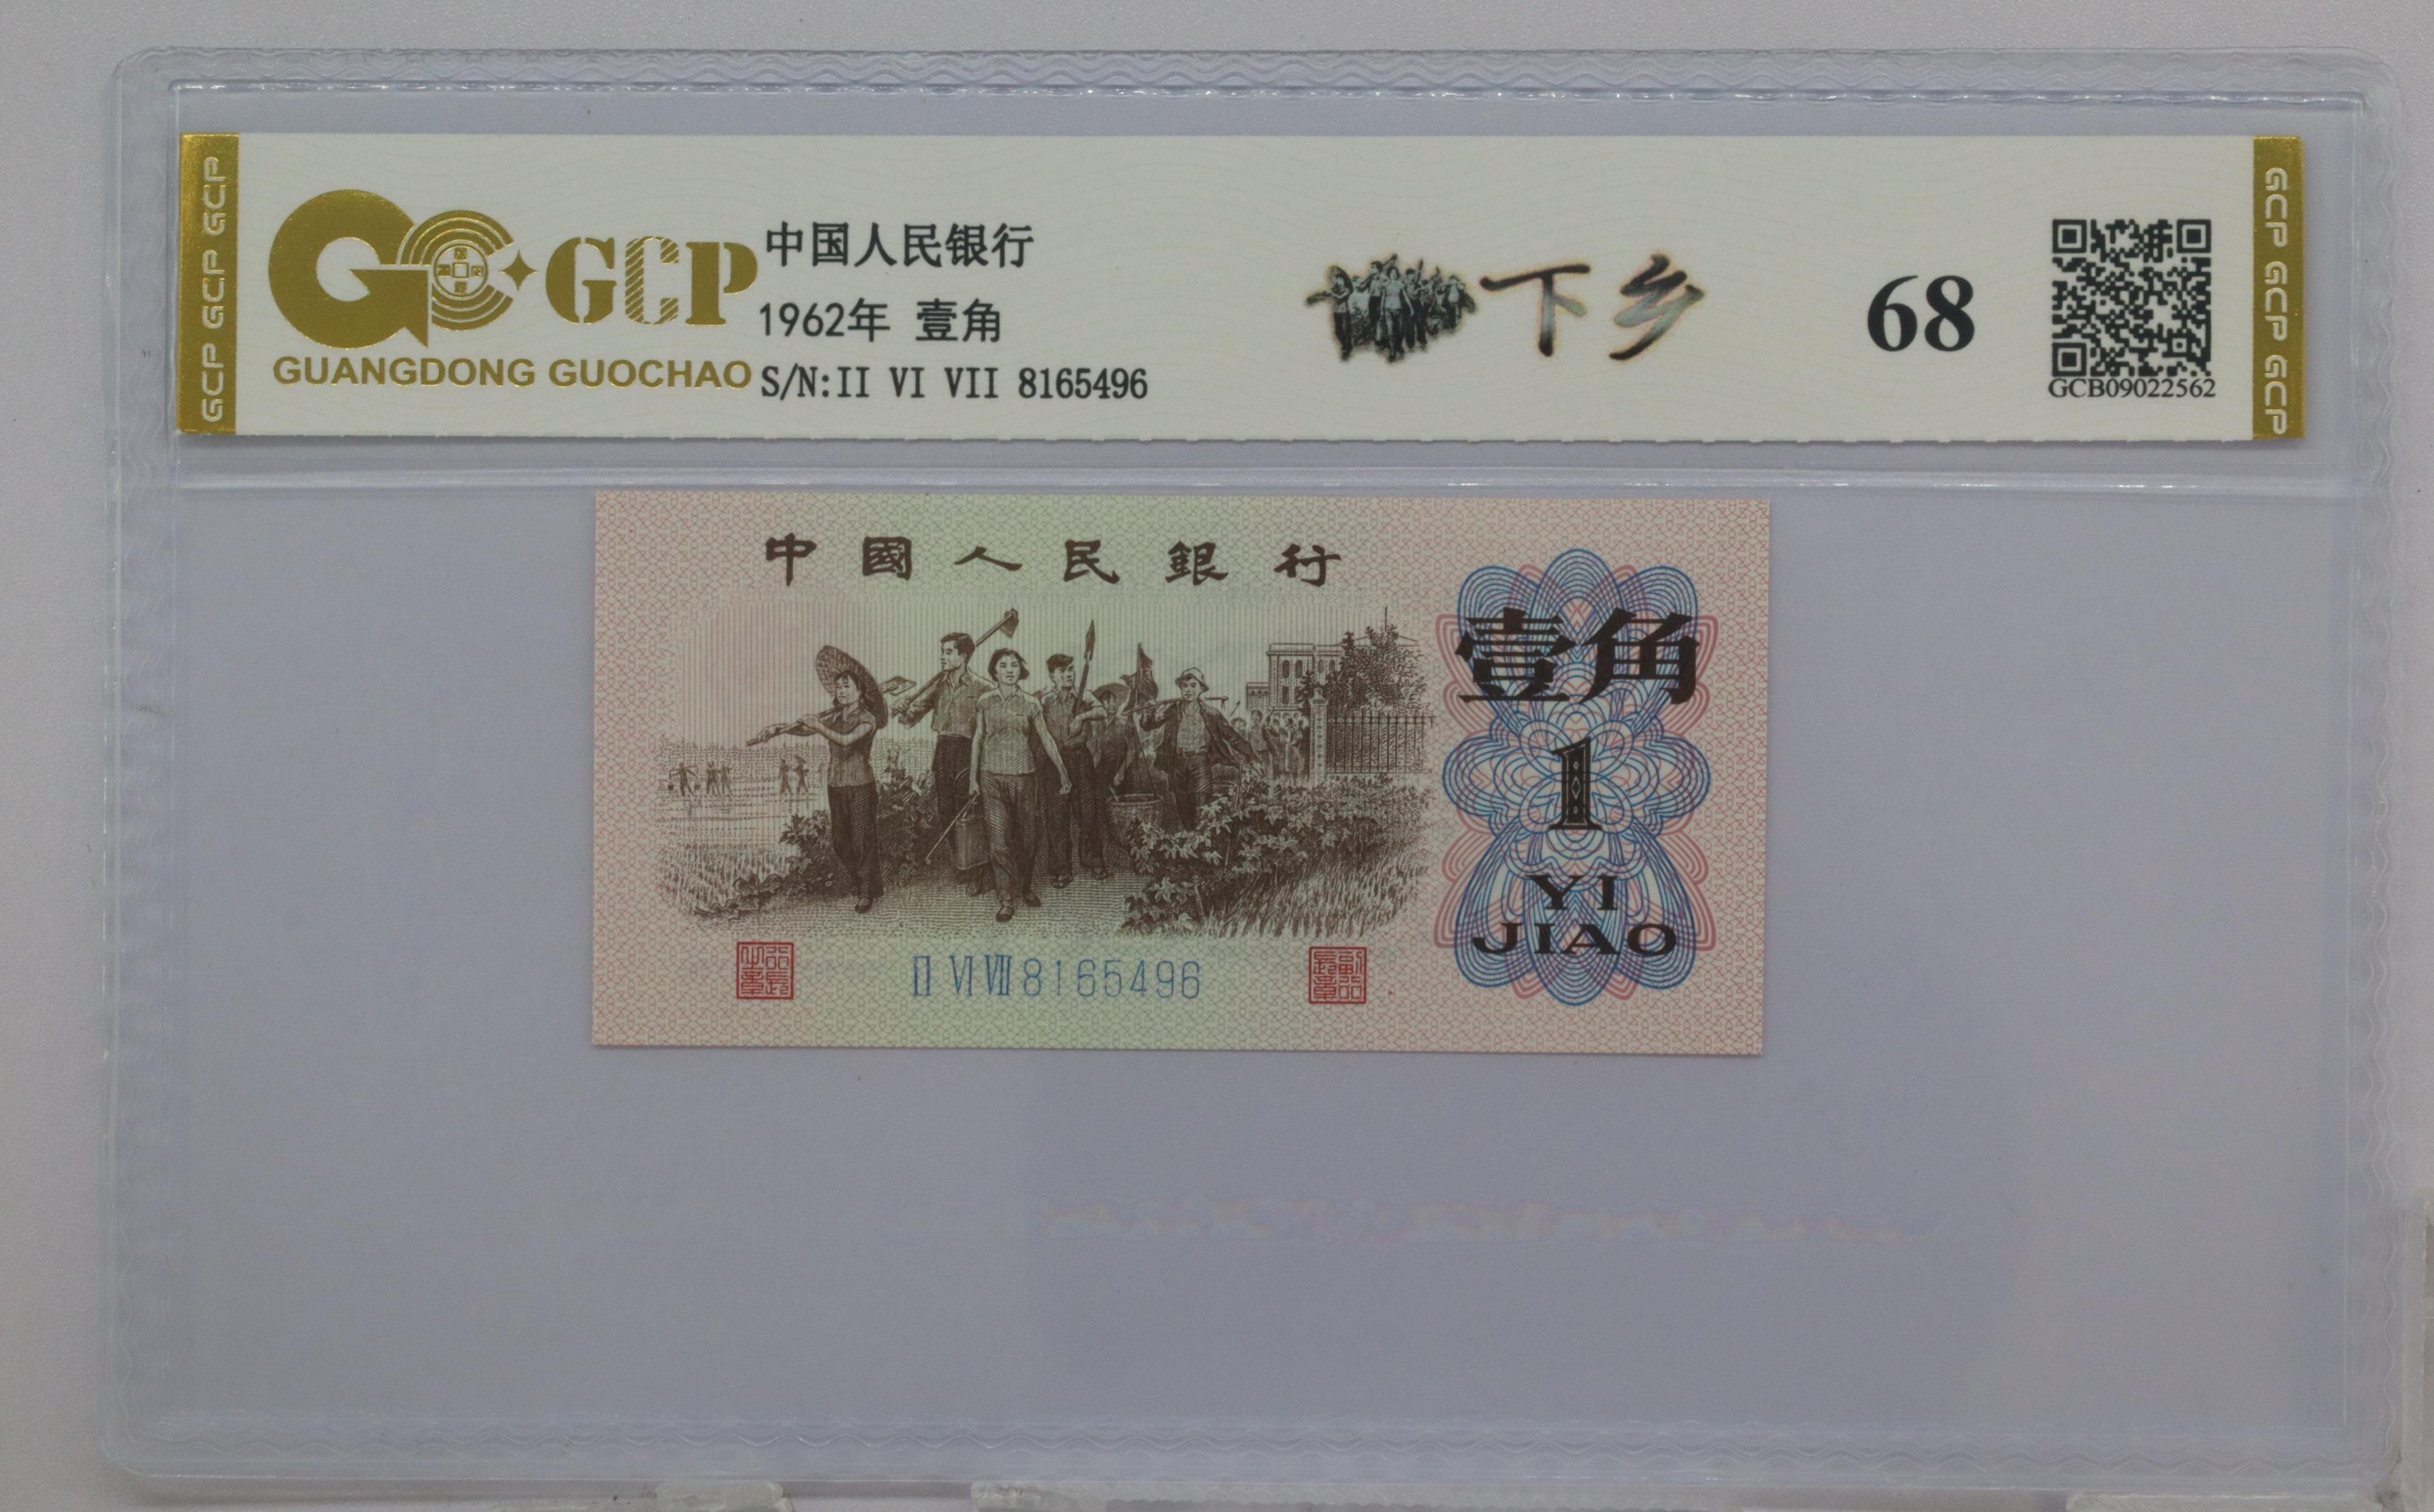 GCP GCP GCP
GCP
GUANGDONG GUOCHAO
中国人民银行
1962年 壹角
S/N:II VI VII 8165496
下乡
68
GCB09022562
GCP GCP GCP
中國人民銀行
壹角
1
YI
JIAO
II VI VII 8165496